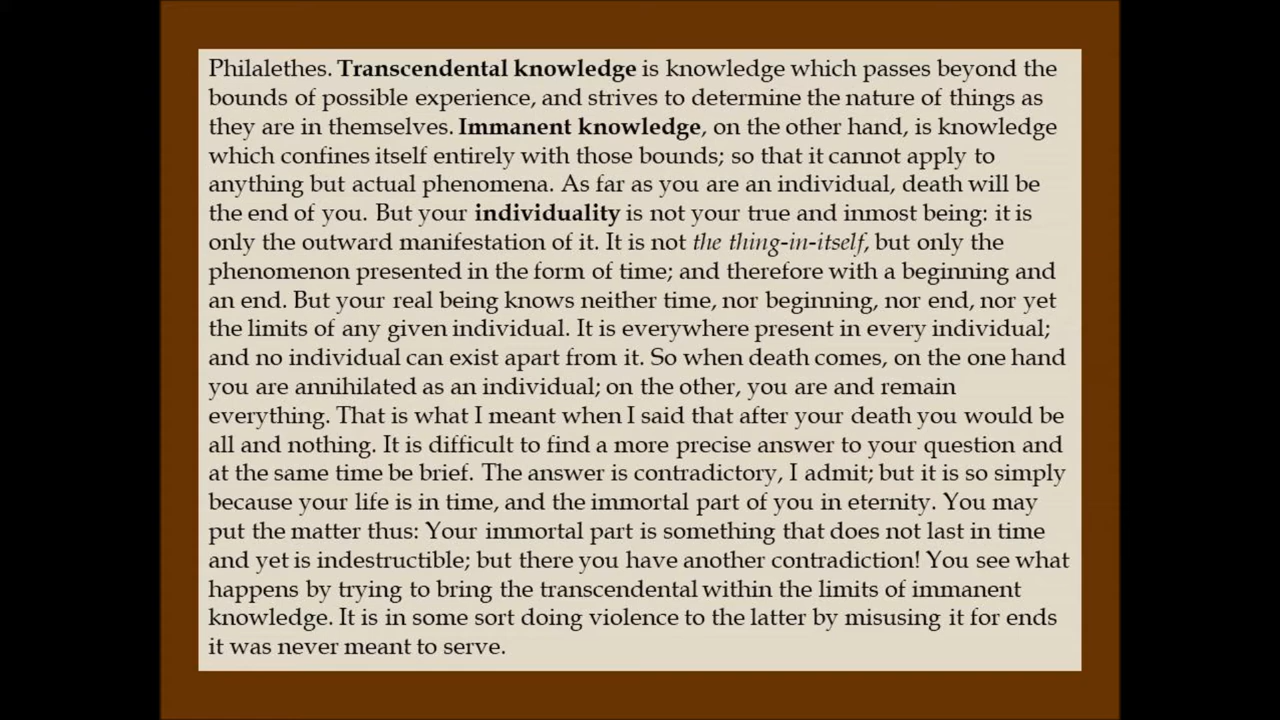 Philalethes. Transcendental knowledge is knowledge which passes beyond the
bounds of possible experience, and strives to determine the nature of things as
they are in themselves. Immanent knowledge, on the other hand, is knowledge
which confines itself entirely with those bounds; so that it cannot apply to
anything but actual phenomena. As far as you are an individual, death will be
the end of you. But your individuality is not your true and inmost being: it is
only the outward manifestation of it. It is not the thing-in-itself, but only the
phenomenon presented in the form of time; and therefore with a beginning and
an end. But your real being knows neither time, nor beginning, nor end, nor yet
the limits of any given individual. It is everywhere present in every individual;
and no individual can exist apart from it. So when death comes, on the one hand
you are annihilated as an individual; on the other, you are and remain
everything. That is what I meant when I said that after your death you would be
all and nothing. It is difficult to find a more precise answer to your question and
at the same time be brief. The answer is contradictory, I admit; but it is so simply
because your life is in time, and the immortal part of you in eternity. You may
put the matter thus: Your immortal part is something that does not last in time
and yet is indestructible; but there you have another contradiction! You see what
happens by trying to bring the transcendental within the limits of immanent
knowledge. It is in some sort doing violence to the latter by misusing it for ends
it was never meant to serve.